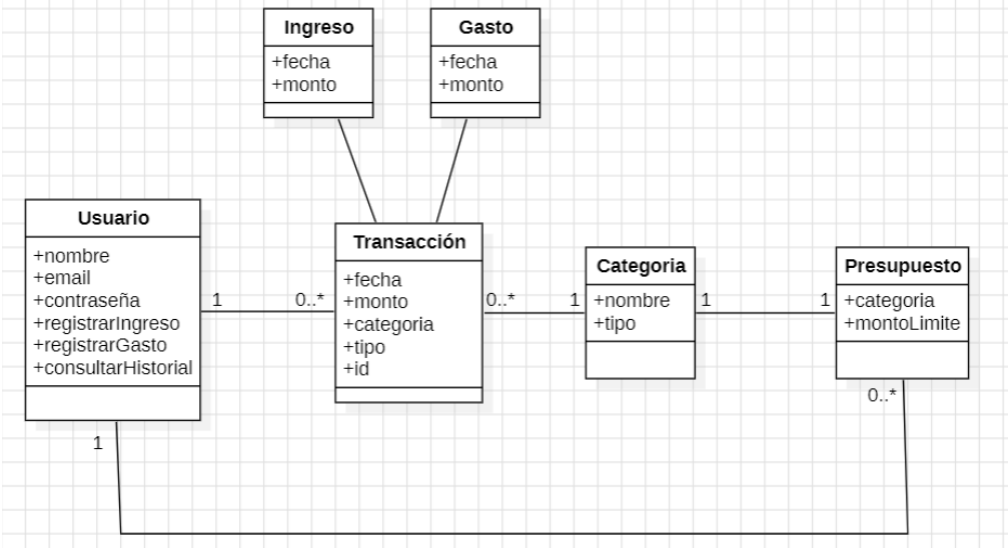 Ingreso
+fecha
+monto
Gasto
+fecha
+monto
Usuario
+nombre
+email
+contraseña
+registrarIngreso
+registrarGasto
+consultarHistorial
1
0..*
Transacción
+fecha
+monto
+categoria
+tipo
+id
0..*
1
Categoria
+nombre
+tipo
1
1
Presupuesto
+categoria
+montoLimite
0..*
1